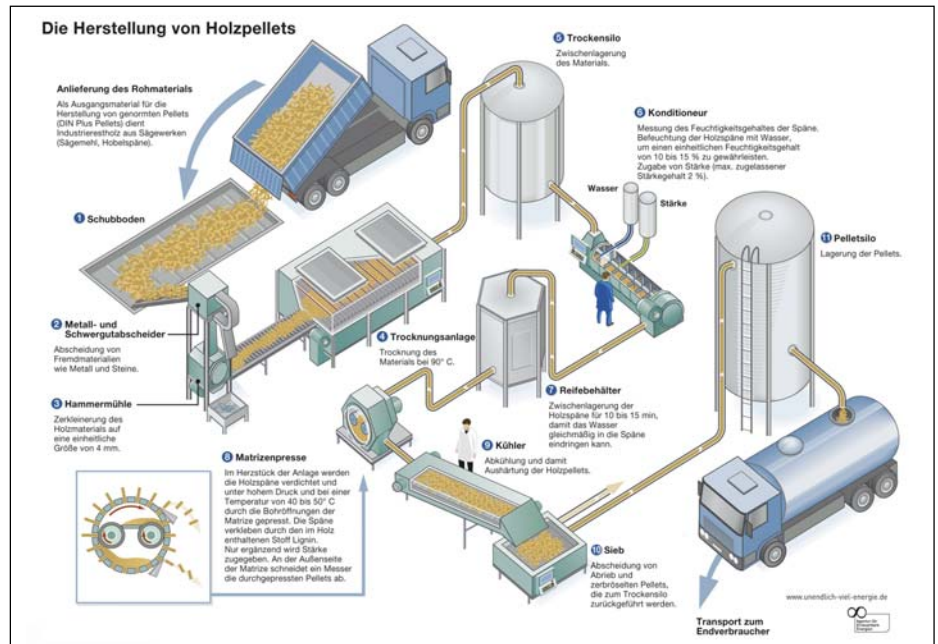 Die Herstellung von Holzpellets
Anlieferung des Rohmaterials
Als Ausgangsmaterial für die
Herstellung von genormten Pellets
(DIN Plus Pellets) dient
Industrierestholz aus Sägewerken
(Sägemehl, Hobelspäne).
1 Schubboden
2 Metall- und
Schwergutabscheider
Abscheidung von
Fremdmaterialien
wie Metall und Steine.
3 Hammermühle
Zerkleinerung des
Holzmaterials auf
eine einheitliche
Größe von 4 mm.
4 Trocknungsanlage
Trocknung des
Materials bei 90° C.
5 Trockensilo
Zwischenlagerung
des Materials.
6 Konditioneur
Messung des Feuchtigkeitsgehaltes der Späne.
Befeuchtung der Holzspäne mit Wasser,
um einen einheitlichen Feuchtigkeitsgehalt
von 10 bis 15 % zu gewährleisten.
Zugabe von Stärke (max. zugelassener
Stärkegehalt 2 %).
Wasser
Stärke
7 Reifebehälter
Zwischenlagerung der
Holzspäne für 10 bis 15 min,
damit das Wasser
gleichmäßig in die Späne
eindringen kann.
8 Matrizenpresse
Im Herzstück der Anlage werden
die Holzspäne verdichtet und
unter hohem Druck und bei einer
Temperatur von 40 bis 50° C
durch die Bohröffnungen der
Matrize gepresst. Die Späne
verkleben durch den im Holz
enthaltenen Stoff Lignin.
Nur ergänzend wird Stärke
zugegeben. An der Außenseite
der Matrize schneidet ein Messer
die durchgepressten Pellets ab.
9 Kühler
Abkühlung und damit
Aushärtung der Holzpellets.
10 Sieb
Abscheidung von
Abrieb und
zerbröselten Pellets,
die zum Trockensilo
zurückgeführt werden.
11 Pelletsilo
Lagerung der Pellets.
Transport zum
Endverbraucher
www.unendlich-viel-energie.de
Agentur für
Erneuerbare
Energien